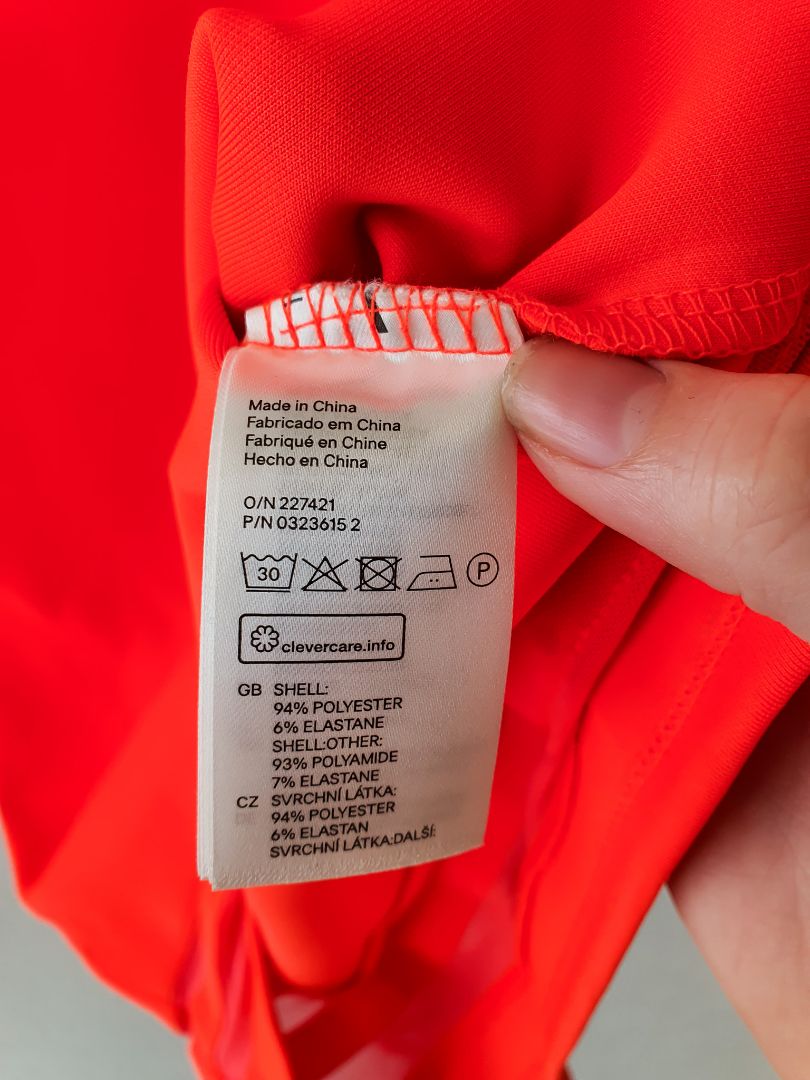 Made in China
Fabricado em China
Fabriqué en Chine
Hecho en China
O/N 227421
P/N 0323615 2
30 P
clevercare.info
GB SHELL:
94% POLYESTER
6% ELASTANE
SHELL:OTHER:
93% POLYAMIDE
7% ELASTANE
CZ SVRCHNÍ LÁTKA:
94% POLYESTER
6% ELASTAN
SVRCHNÍ LÁTKA:DALŠÍ: